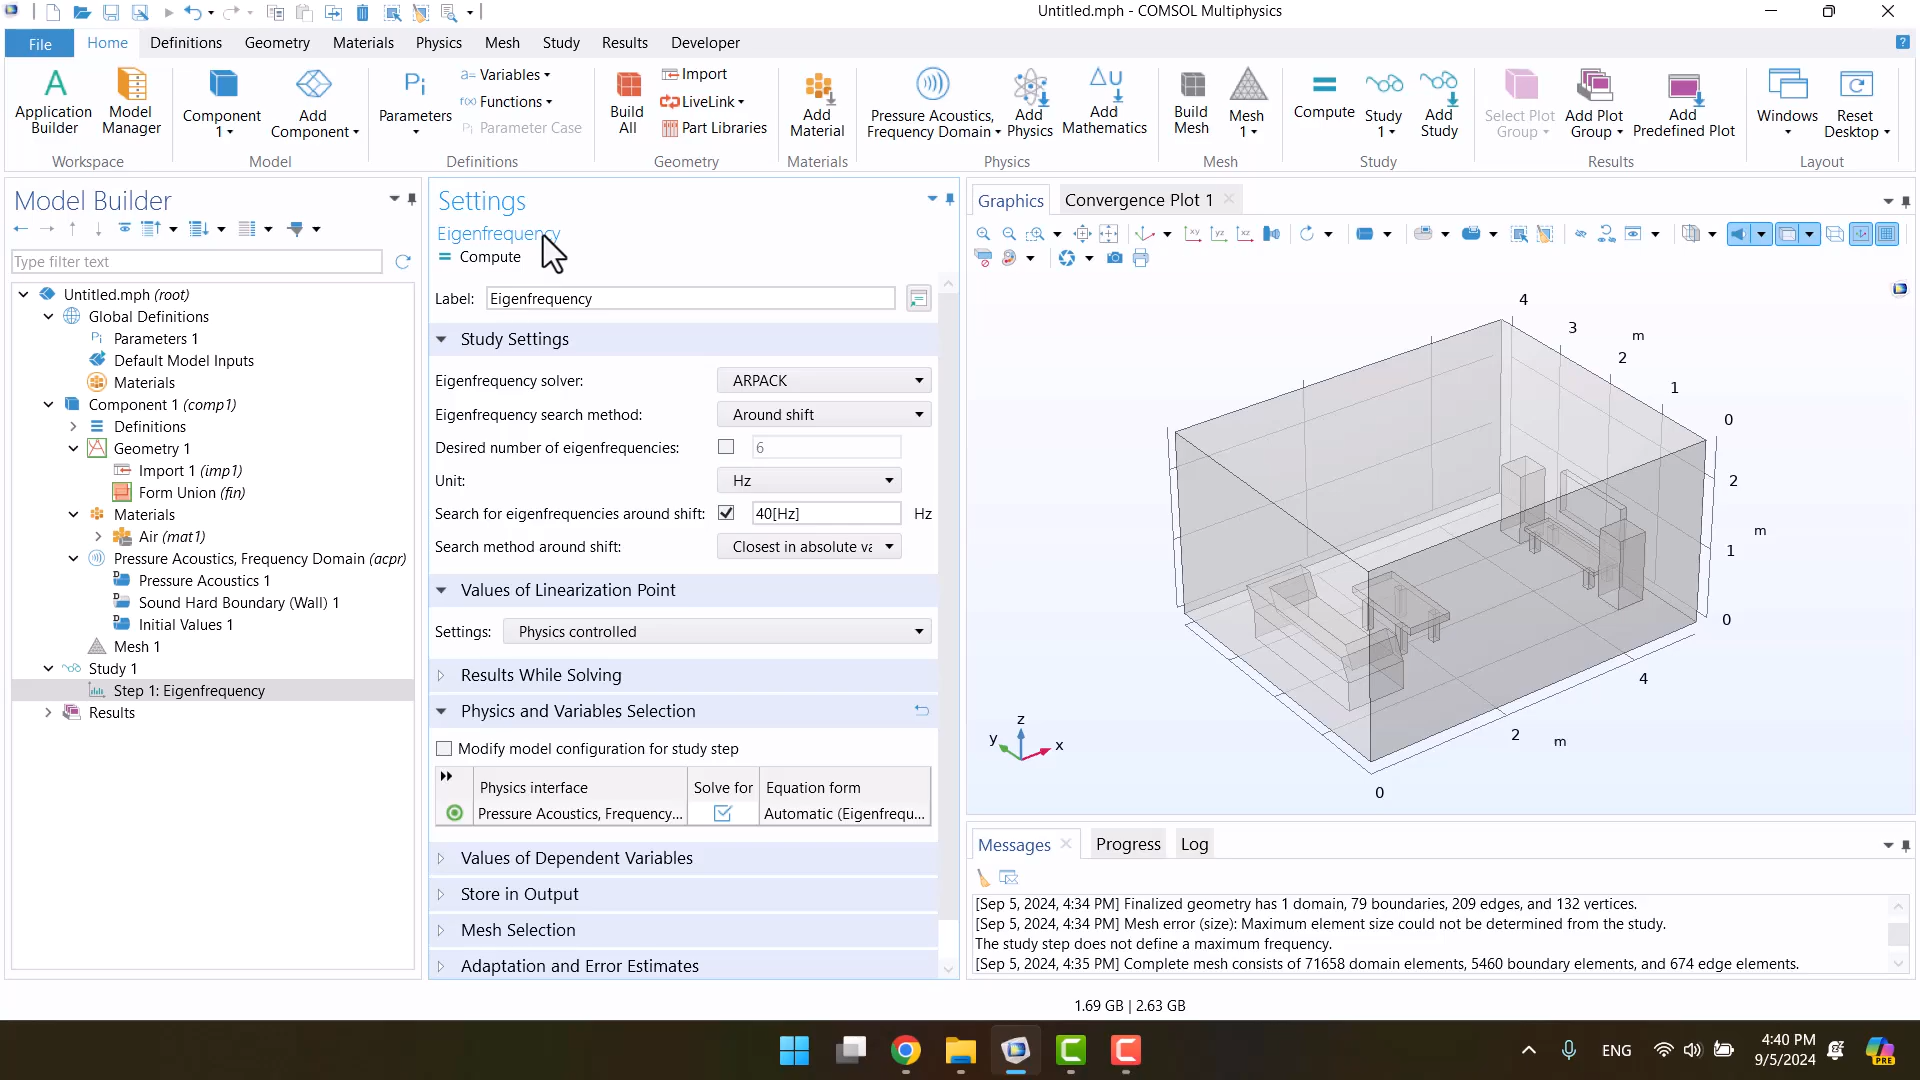 Untitled.mph - COMSOL Multiphysics
File
Home
Definitions
Geometry
Materials
Physics
Mesh
Study
Results
Developer
Application Builder
Model Manager
Workspace
Component 1
Add Component
Model
Pi
Parameters
a= Variables
f(x) Functions
Pi Parameter Case
Definitions
Build All
Import
LiveLink
Part Libraries
Geometry
Add Material
Materials
Pressure Acoustics, Frequency Domain
Add Physics
Add Mathematics
Physics
Build Mesh
Mesh 1
Mesh
Compute
Study 1
Add Study
Study
Select Plot Group
Add Plot Group
Add Predefined Plot
Results
Windows
Reset Desktop
Layout
Model Builder
Type filter text
Untitled.mph (root)
Global Definitions
Pi Parameters 1
Default Model Inputs
Materials
Component 1 (comp1)
Definitions
Geometry 1
Import 1 (imp1)
Form Union (fin)
Materials
Air (mat1)
Pressure Acoustics, Frequency Domain (acpr)
Pressure Acoustics 1
Sound Hard Boundary (Wall) 1
Initial Values 1
Mesh 1
Study 1
Step 1: Eigenfrequency
Results
Settings
Eigenfrequency
= Compute
Label: Eigenfrequency
Study Settings
Eigenfrequency solver: ARPACK
Eigenfrequency search method: Around shift
Desired number of eigenfrequencies: 6
Unit: Hz
Search for eigenfrequencies around shift: 40[Hz] Hz
Search method around shift: Closest in absolute va
Values of Linearization Point
Settings: Physics controlled
Results While Solving
Physics and Variables Selection
Modify model configuration for study step
Physics interface Solve for Equation form
Pressure Acoustics, Frequency... Automatic (Eigenfrequ...
Values of Dependent Variables
Store in Output
Mesh Selection
Adaptation and Error Estimates
Graphics
Convergence Plot 1
4
3
m
2
1
0
2
m
1
0
4
2
m
0
z
y
x
Messages
Progress
Log
[Sep 5, 2024, 4:34 PM] Finalized geometry has 1 domain, 79 boundaries, 209 edges, and 132 vertices.
[Sep 5, 2024, 4:34 PM] Mesh error (size): Maximum element size could not be determined from the study.
The study step does not define a maximum frequency.
[Sep 5, 2024, 4:35 PM] Complete mesh consists of 71658 domain elements, 5460 boundary elements, and 674 edge elements.
1.69 GB | 2.63 GB
ENG
4:40 PM
9/5/2024
PRE